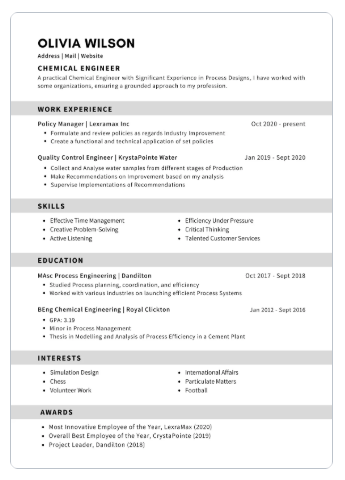 OLIVIA WILSON
Address | Mail | Website
CHEMICAL ENGINEER
A practical Chemical Engineer with Significant Experience in Process Designs, I have worked with
some organizations, ensuring a grounded approach to my profession.
WORK EXPERIENCE
Policy Manager | Lexramax Inc Oct 2020 - present
• Formulate and review policies as regards Industry Improvement
• Create a functional and technical application of set policies
Quality Control Engineer | KrystaPointe Water Jan 2019 - Sept 2020
• Collect and Analyse water samples from different stages of Production
• Make Recommendations on Improvement based on my analysis
• Supervise Implementations of Recommendations
SKILLS
• Effective Time Management • Efficiency Under Pressure
• Creative Problem-Solving • Critical Thinking
• Active Listening • Talented Customer Services
EDUCATION
MAsc Process Engineering | Dandilton Oct 2017 - Sept 2018
• Studied Process planning, coordination, and efficiency
• Worked with various industries on launching efficient Process Systems
BEng Chemical Engineering | Royal Clickton Jan 2012 - Sept 2016
• GPA: 3.19
• Minor in Process Management
• Thesis in Modelling and Analysis of Process Efficiency in a Cement Plant
INTERESTS
• Simulation Design • International Affairs
• Chess • Particulate Matters
• Volunteer Work • Football
AWARDS
• Most Innovative Employee of the Year, LexraMax (2020)
• Overall Best Employee of the Year, CrystaPointe (2019)
• Project Leader, Dandilton (2018)